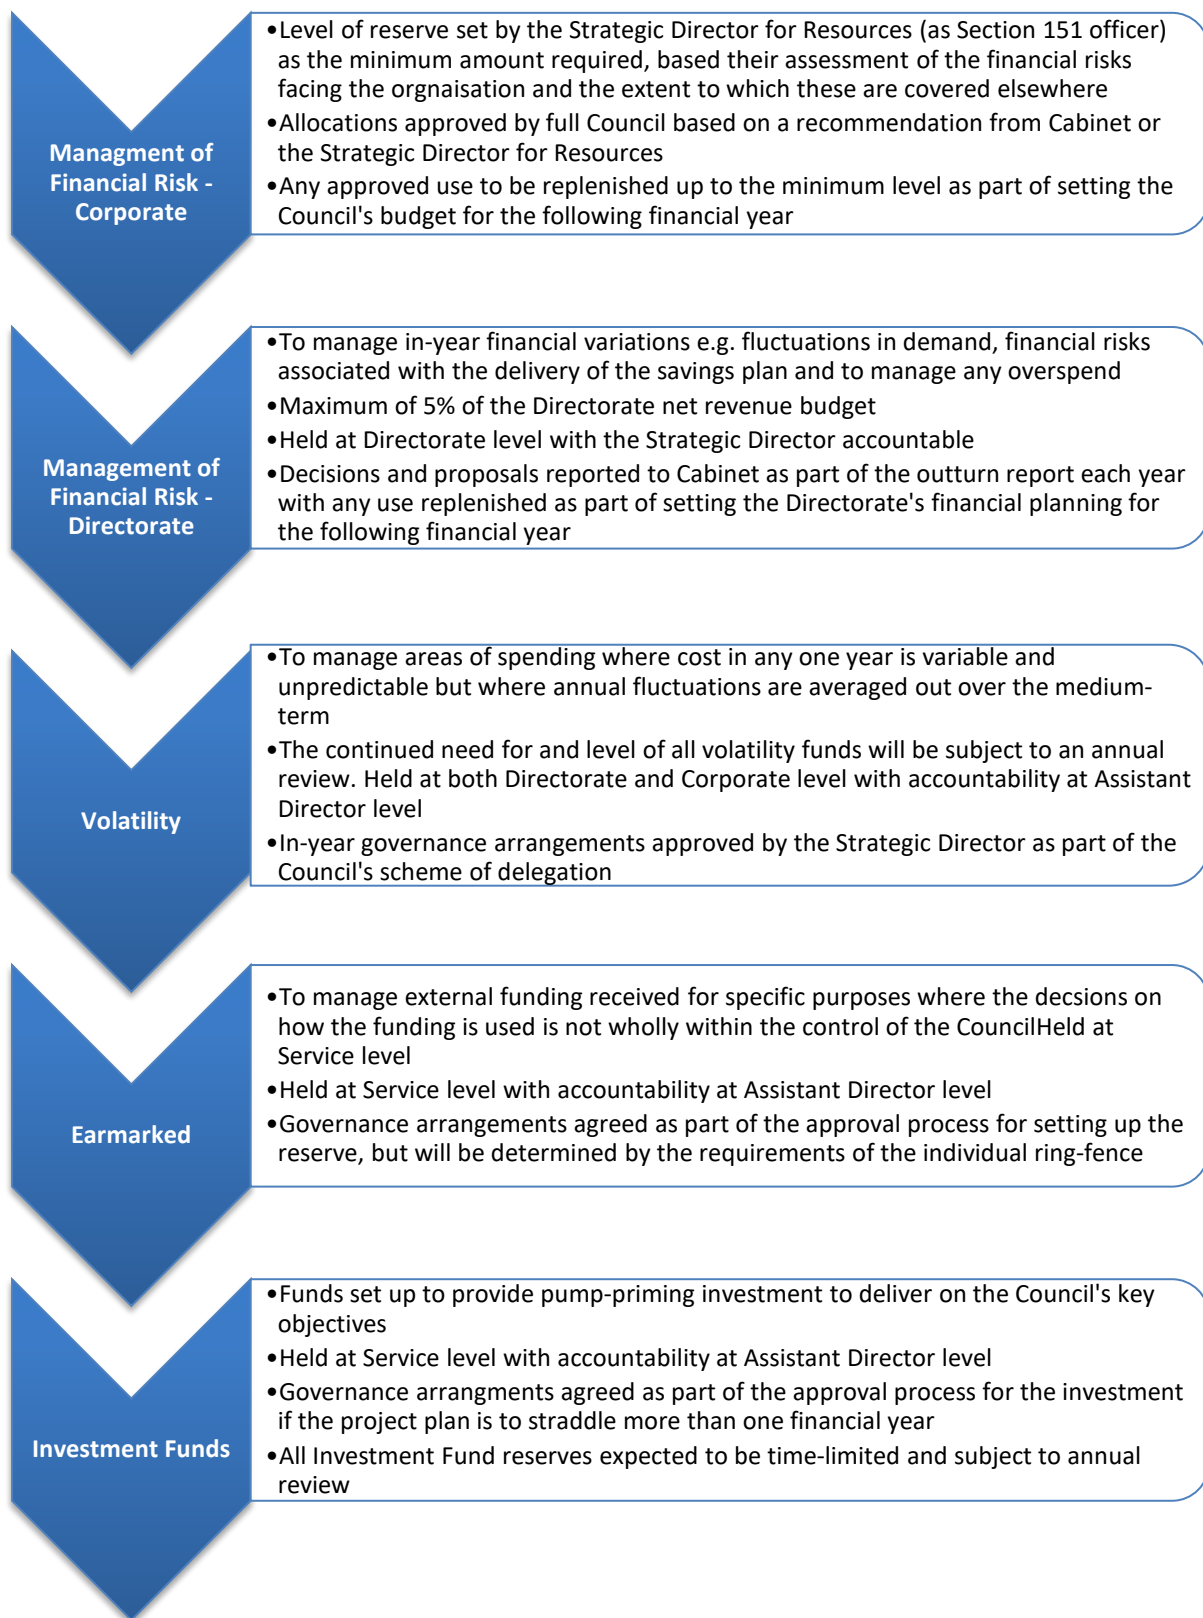 Managment of
Financial Risk -
Corporate
•Level of reserve set by the Strategic Director for Resources (as Section 151 officer)
as the minimum amount required, based their assessment of the financial risks
facing the orgnaisation and the extent to which these are covered elsewhere
•Allocations approved by full Council based on a recommendation from Cabinet or
the Strategic Director for Resources
•Any approved use to be replenished up to the minimum level as part of setting the
Council's budget for the following financial year
Management of
Financial Risk -
Directorate
•To manage in-year financial variations e.g. fluctuations in demand, financial risks
associated with the delivery of the savings plan and to manage any overspend
•Maximum of 5% of the Directorate net revenue budget
•Held at Directorate level with the Strategic Director accountable
•Decisions and proposals reported to Cabinet as part of the outturn report each year
with any use replenished as part of setting the Directorate's financial planning for
the following financial year
Volatility
•To manage areas of spending where cost in any one year is variable and
unpredictable but where annual fluctuations are averaged out over the medium-
term
•The continued need for and level of all volatility funds will be subject to an annual
review. Held at both Directorate and Corporate level with accountability at Assistant
Director level
•In-year governance arrangements approved by the Strategic Director as part of the
Council's scheme of delegation
Earmarked
•To manage external funding received for specific purposes where the decsions on
how the funding is used is not wholly within the control of the CouncilHeld at
Service level
•Held at Service level with accountability at Assistant Director level
•Governance arrangements agreed as part of the approval process for setting up the
reserve, but will be determined by the requirements of the individual ring-fence
Investment Funds
•Funds set up to provide pump-priming investment to deliver on the Council's key
objectives
•Held at Service level with accountability at Assistant Director level
•Governance arrangments agreed as part of the approval process for the investment
if the project plan is to straddle more than one financial year
•All Investment Fund reserves expected to be time-limited and subject to annual
review